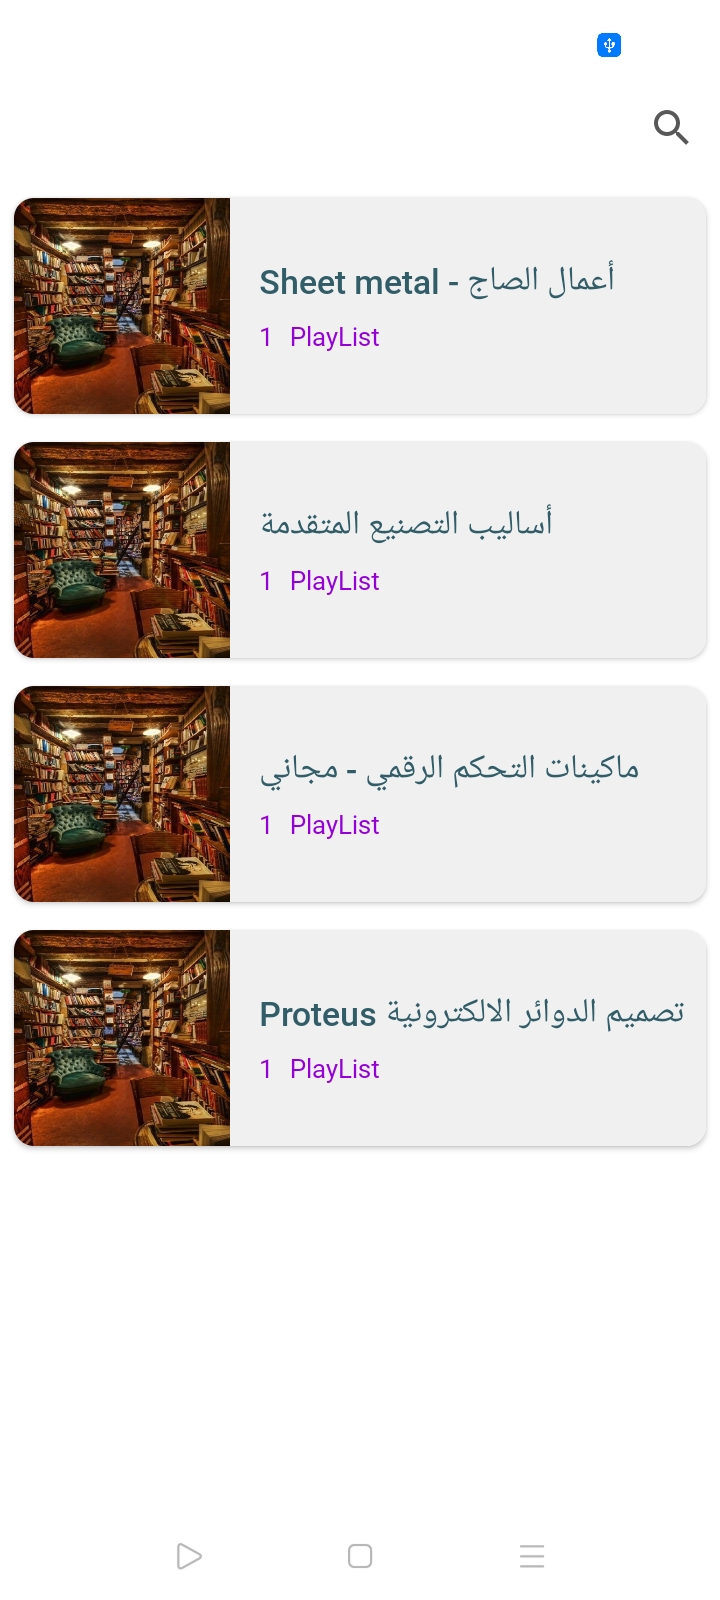 Sheet metal - أعمال الصاج
1 PlayList
أساليب التصنيع المتقدمة
1 PlayList
ماكينات التحكم الرقمي - مجاني
1 PlayList
Proteus تصميم الدوائر الالكترونية
1 PlayList